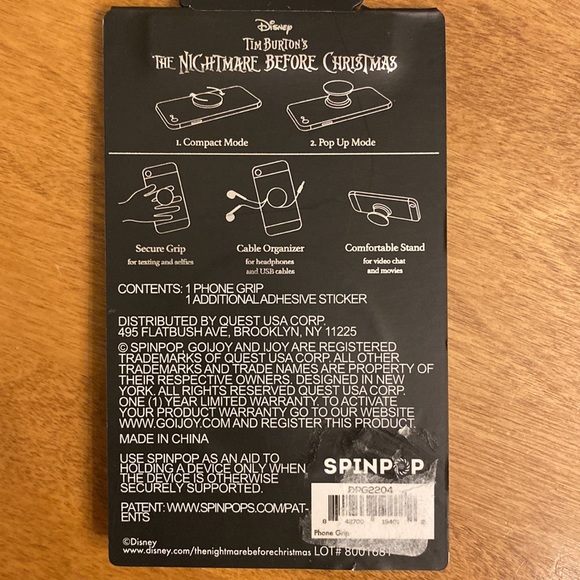 Disney
TIM BURTON'S
THE NIGHTMARE BEFORE CHRISTMAS
1. Compact Mode
2. Pop Up Mode
Secure Grip
for texting and selfies
Cable Organizer
for headphones
and USB cables
Comfortable Stand
for video chat
and movies
CONTENTS: 1 PHONE GRIP
1 ADDITIONAL ADHESIVE STICKER
DISTRIBUTED BY QUEST USA CORP.
495 FLATBUSH AVE, BROOKLYN, NY 11225
© SPINPOP, GOIJOY AND IJOY ARE REGISTERED
TRADEMARKS OF QUEST USA CORP. ALL OTHER
TRADEMARKS AND TRADE NAMES ARE PROPERTY OF
THEIR RESPECTIVE OWNERS. DESIGNED IN NEW
YORK. ALL RIGHTS RESERVED QUEST USA CORP.
ONE (1) YEAR LIMITED WARRANTY. TO ACTIVATE
YOUR PRODUCT WARRANTY GO TO OUR WEBSITE
WWW.GOIJOY.COM AND REGISTER THIS PRODUCT.
MADE IN CHINA
USE SPINPOP AS AN AID TO
HOLDING A DEVICE ONLY WHEN
THE DEVICE IS OTHERWISE
SECURELY SUPPORTED.
PATENT: WWW.SPINPOPS.COM/PAT-
ENTS
SPINPOP
DPG2204
Phone Grip
©Disney
www.disney.com/thenightmarebeforechristmas LOT# 8001681